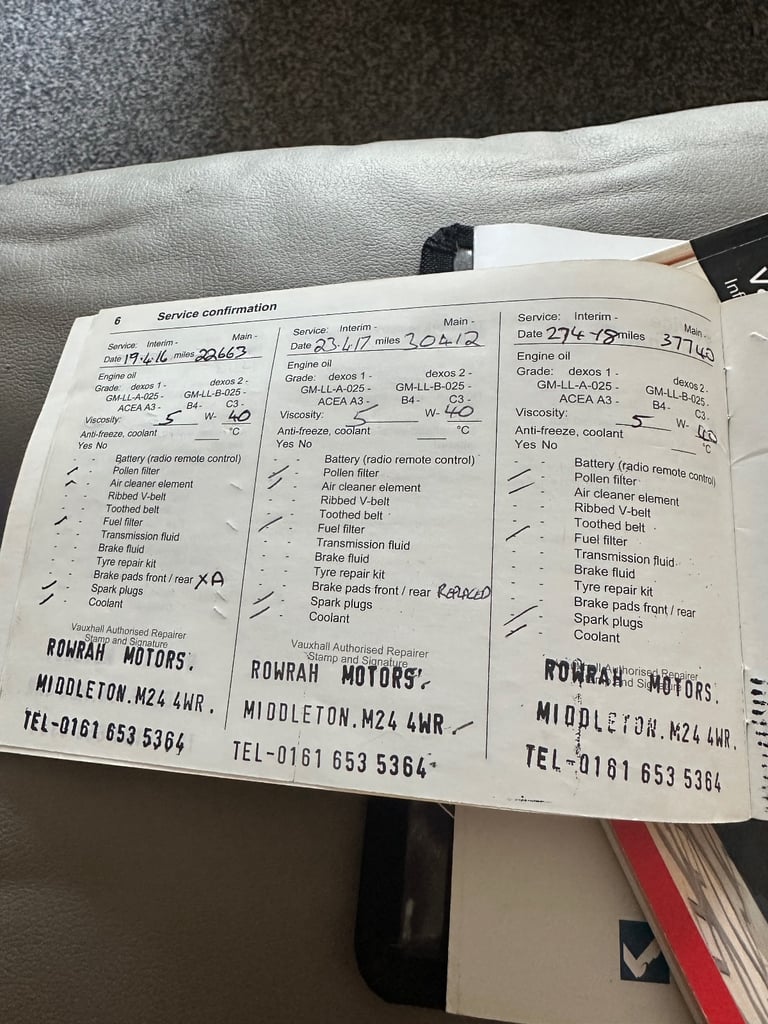 6 Service confirmation
Service: Interim - Main -
Date 19.4.16 miles 22663
Engine oil
Grade: dexos 1 - dexos 2 -
GM-LL-A-025 - GM-LL-B-025 -
ACEA A3 - B4- C3 -
Viscosity: 5 W- 40
Anti-freeze, coolant °C
Yes No
- - Battery (radio remote control)
- Pollen filter
- Air cleaner element
- - Ribbed V-belt
- - Toothed belt
- Fuel filter
- - Transmission fluid
- - Brake fluid
- - Tyre repair kit
- - Brake pads front / rear XA
- Spark plugs
- Coolant
Vauxhall Authorised Repairer
Stamp and Signature
ROWRAH MOTORS.
MIDDLETON. M24 4WR.
TEL-0161 653 5364
Service: Interim - Main -
Date 23.4.17 miles 30412
Engine oil
Grade: dexos 1 - dexos 2 -
GM-LL-A-025 - GM-LL-B-025 -
ACEA A3 - B4- C3 -
Viscosity: 5 W- 40
Anti-freeze, coolant °C
Yes No
- - Battery (radio remote control)
- Pollen filter
- Air cleaner element
- - Ribbed V-belt
- - Toothed belt
- Fuel filter
- - Transmission fluid
- - Brake fluid
- - Tyre repair kit
- - Brake pads front / rear REPLACED
- Spark plugs
- Coolant
Vauxhall Authorised Repairer
Stamp and Signature
ROWRAH MOTORS.
MIDDLETON. M24 4WR
TEL-0161 653 5364
Service: Interim - Main -
Date 274-18 miles 37740
Engine oil
Grade: dexos 1 - dexos 2 -
GM-LL-A-025 - GM-LL-B-025 -
ACEA A3 - B4- C3 -
Viscosity: 5 W- 40
Anti-freeze, coolant °C
Yes No
- - Battery (radio remote control)
- Pollen filter
- Air cleaner element
- - Ribbed V-belt
- - Toothed belt
- Fuel filter
- - Transmission fluid
- - Brake fluid
- - Tyre repair kit
- - Brake pads front / rear
- Spark plugs
- Coolant
Authorised Repairer
ROWRAH MOTORS.
MIDDLETON. M24 4WR.
TEL-0161 653 5364